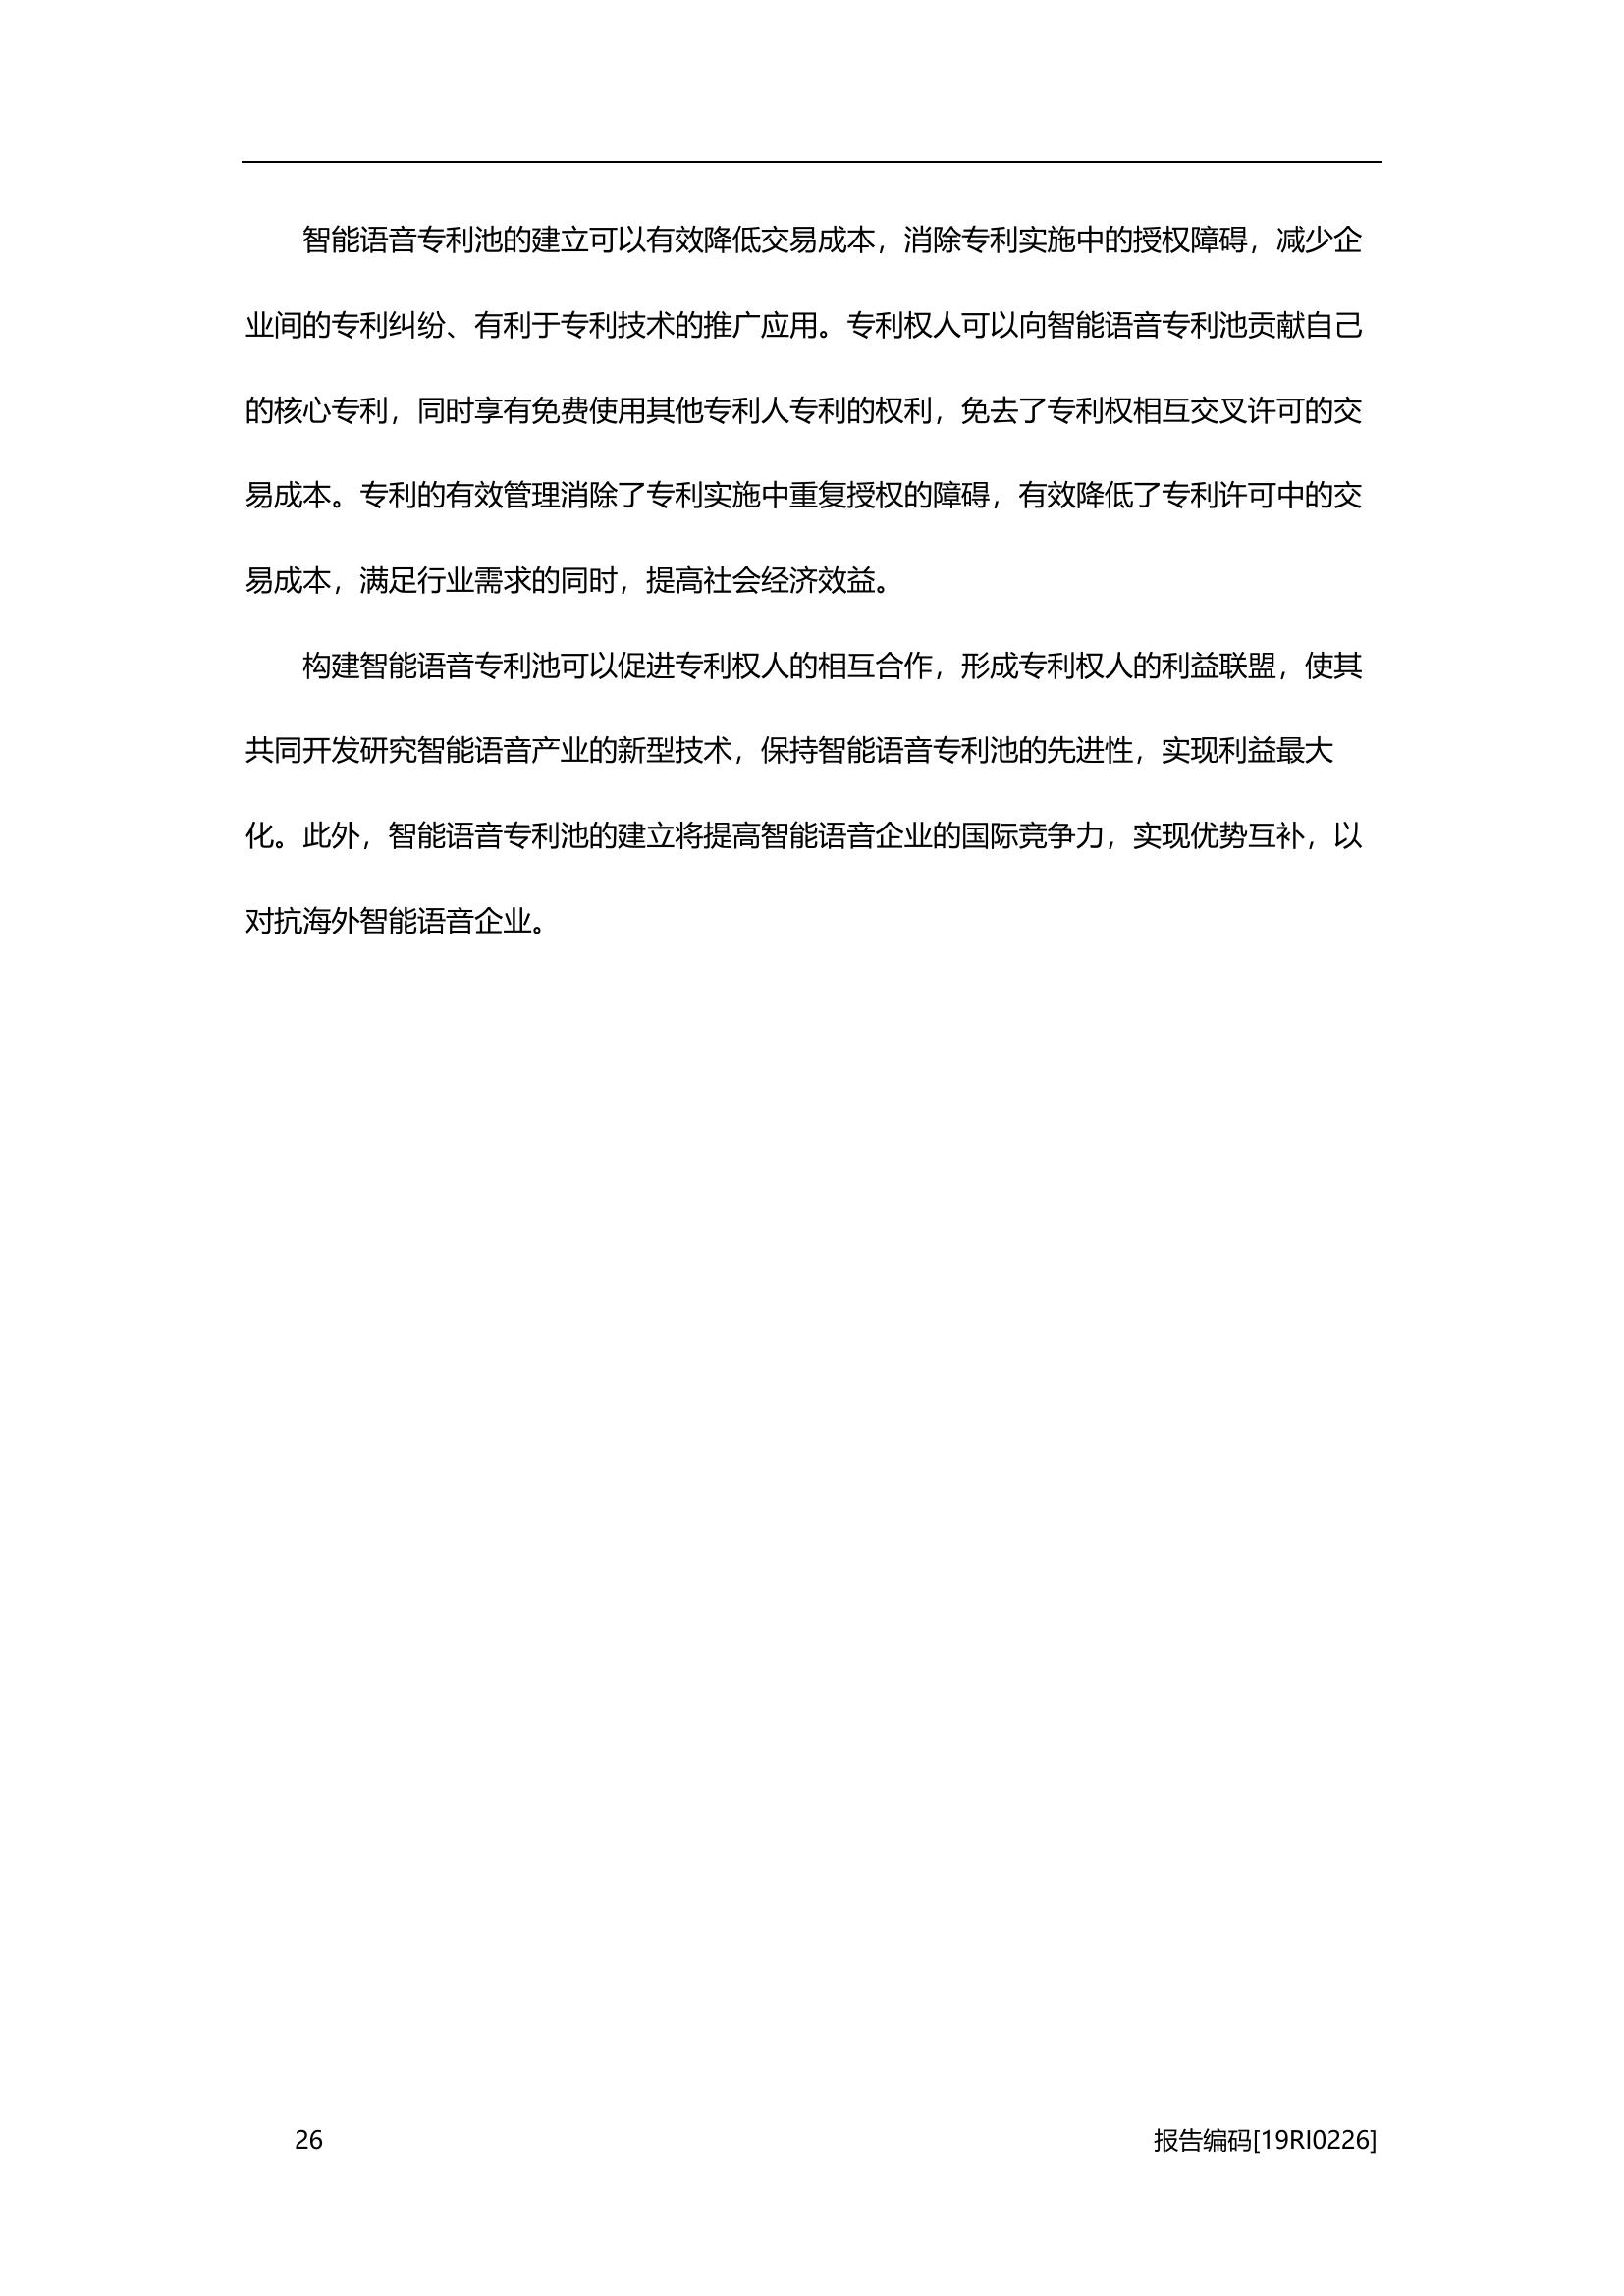 智能语音专利池的建立可以有效降低交易成本，消除专利实施中的授权障碍，减少企
业间的专利纠纷、有利于专利技术的推广应用。专利权人可以向智能语音专利池贡献自己
的核心专利，同时享有免费使用其他专利人专利的权利，免去了专利权相互交叉许可的交
易成本。专利的有效管理消除了专利实施中重复授权的障碍，有效降低了专利许可中的交
易成本，满足行业需求的同时，提高社会经济效益。
构建智能语音专利池可以促进专利权人的相互合作，形成专利权人的利益联盟，使其
共同开发研究智能语音产业的新型技术，保持智能语音专利池的先进性，实现利益最大
化。此外，智能语音专利池的建立将提高智能语音企业的国际竞争力，实现优势互补，以
对抗海外智能语音企业。
26 报告编码[19RI0226]